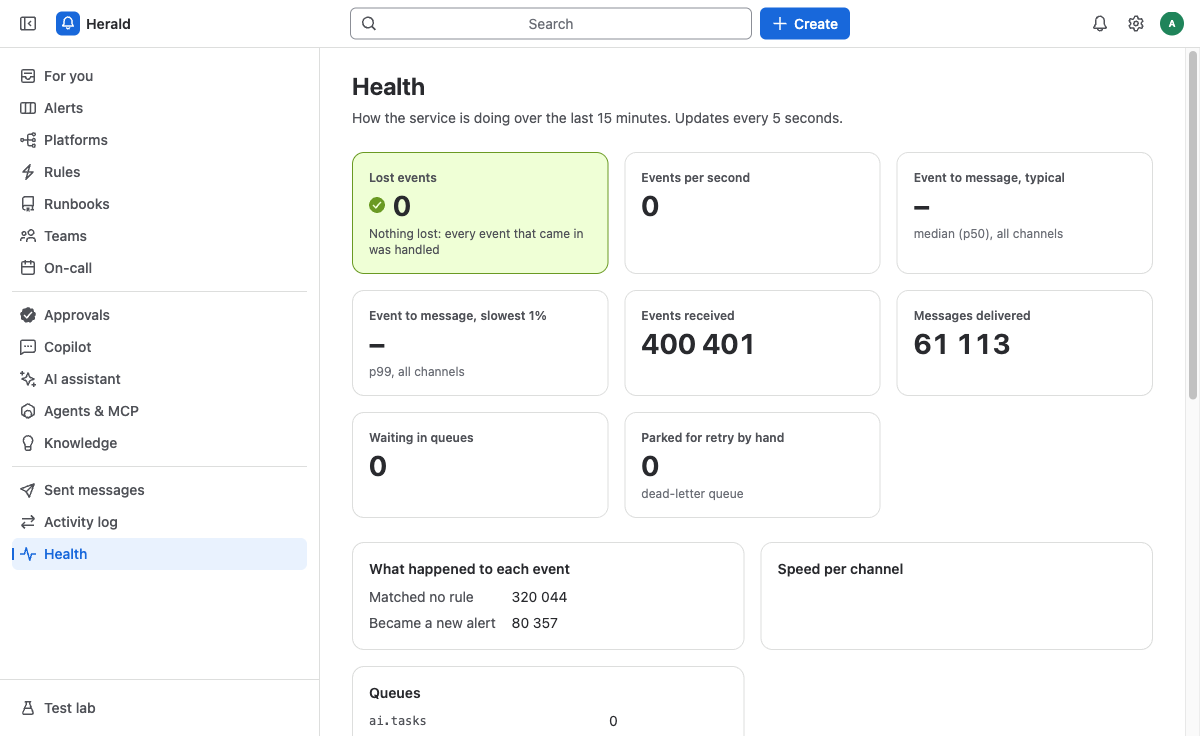 Herald
Search
Create
A
For you
Alerts
Platforms
Rules
Runbooks
Teams
On-call
Approvals
Copilot
AI assistant
Agents & MCP
Knowledge
Sent messages
Activity log
Health
Test lab
Health
How the service is doing over the last 15 minutes. Updates every 5 seconds.
Lost events
0
Nothing lost: every event that came in
was handled
Events per second
0
Event to message, typical
–
median (p50), all channels
Event to message, slowest 1%
–
p99, all channels
Events received
400 401
Messages delivered
61 113
Waiting in queues
0
Parked for retry by hand
0
dead-letter queue
What happened to each event
Matched no rule 320 044
Became a new alert 80 357
Speed per channel
Queues
ai.tasks 0